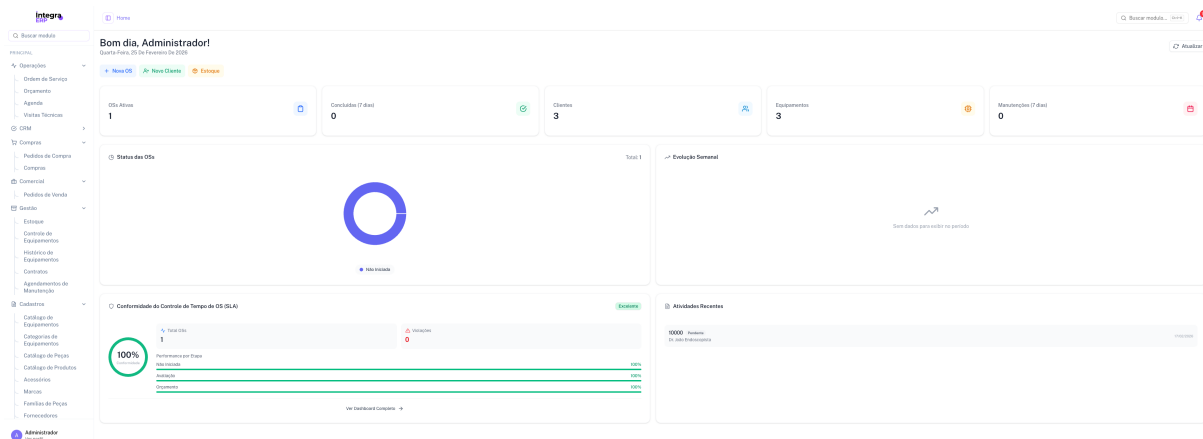 integra
ERP
Buscar modulo
PRINCIPAL
Operações
Ordem de Serviço
Orçamento
Agenda
Visitas Técnicas
CRM
Compras
Pedidos de Compra
Compras
Comercial
Pedidos de Venda
Gestão
Estoque
Controle de
Equipamentos
Histórico de
Equipamentos
Contratos
Agendamentos de
Manutenção
Cadastros
Catálogo de
Equipamentos
Categorias de
Equipamentos
Catálogo de Peças
Catálogo de Produtos
Acessórios
Marcas
Famílias de Peças
Fornecedores
A
Administrador
Home
Buscar modulo...
Bom dia, Administrador!
Quarta-Feira, 25 De Fevereiro De 2026
Atualizar
Nova OS
Novo Cliente
Estoque
OSs Ativas
1
Concluídas (7 dias)
0
Clientes
3
Equipamentos
3
Manutenções (7 dias)
0
Status das OSs
Total: 1
Não Iniciada
Evolução Semanal
Sem dados para exibir no período
Conformidade do Controle de Tempo de OS (SLA)
Excelente
100%
Total OSs
1
Violações
0
Performance por Etapa
Não Iniciada 100%
Avaliação 100%
Orçamento 100%
Ver Dashboard Completo
Atividades Recentes
10000
Dr. João Endoscopista